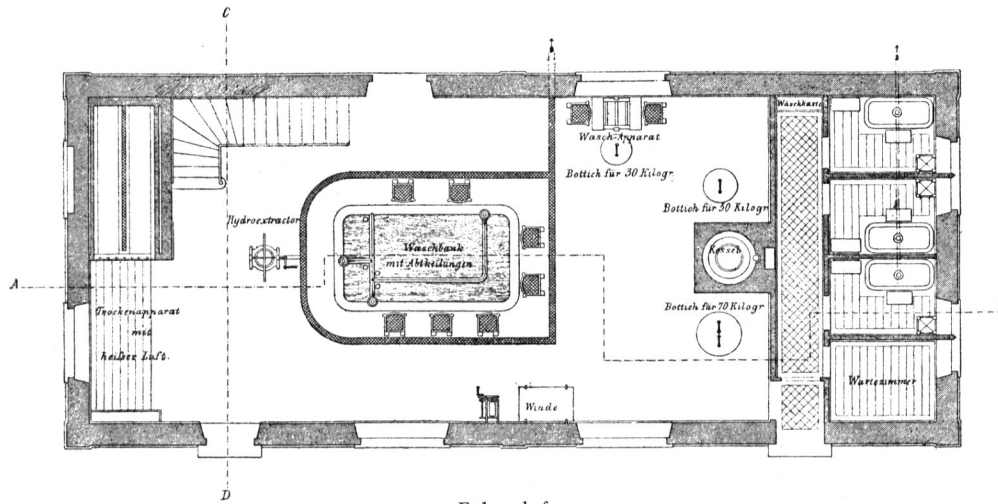 C
Wäschkaste
Wasch-Apparat
Bottich für 30 Kilogr.
Bottich für 50 Kilogr
Hydroextractor
Waschbank
mit Abtheilungen
Kessel
A
Bottich für 70 Kilogr
Trockenapparat
mit
heisser Luft.
Wartezimmer
Winde
D